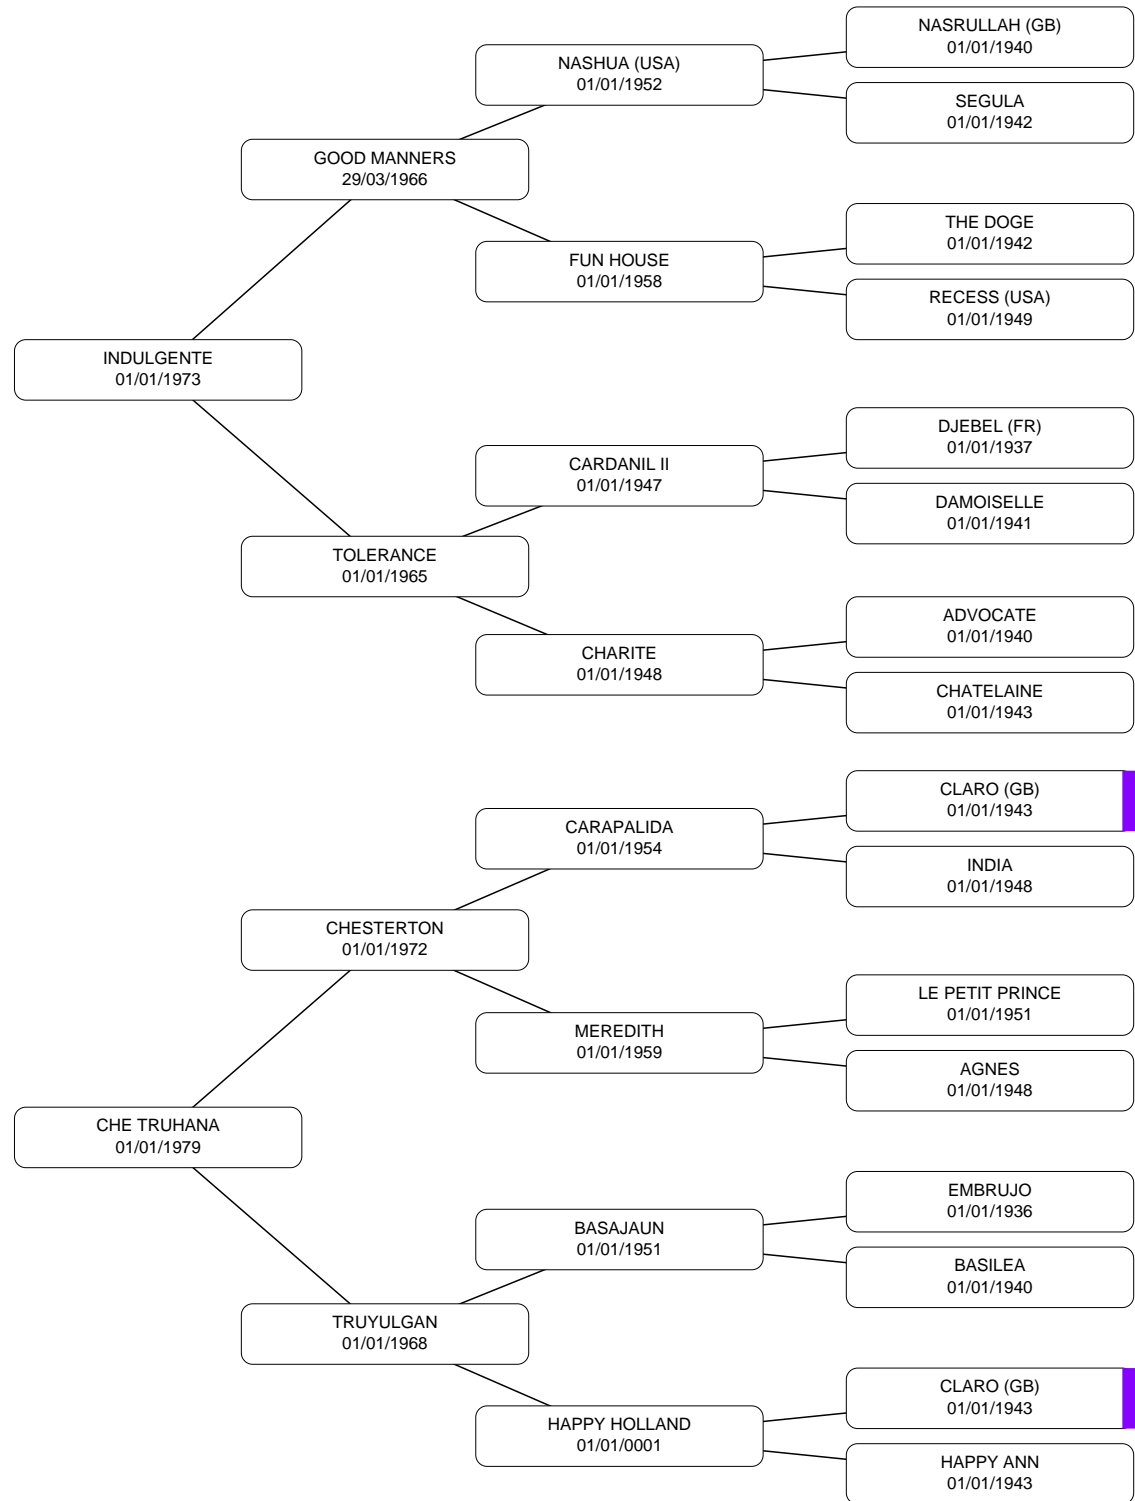 NASRULLAH (GB)
01/01/1940
NASHUA (USA)
01/01/1952
SEGULA
01/01/1942
GOOD MANNERS
29/03/1966
THE DOGE
01/01/1942
FUN HOUSE
01/01/1958
RECESS (USA)
01/01/1949
INDULGENTE
01/01/1973
DJEBEL (FR)
01/01/1937
CARDANIL II
01/01/1947
DAMOISELLE
01/01/1941
TOLERANCE
01/01/1965
ADVOCATE
01/01/1940
CHARITE
01/01/1948
CHATELAINE
01/01/1943
CLARO (GB)
01/01/1943
CARAPALIDA
01/01/1954
INDIA
01/01/1948
CHESTERTON
01/01/1972
LE PETIT PRINCE
01/01/1951
MEREDITH
01/01/1959
AGNES
01/01/1948
CHE TRUHANA
01/01/1979
EMBRUJO
01/01/1936
BASAJAUN
01/01/1951
BASILEA
01/01/1940
TRUYULGAN
01/01/1968
CLARO (GB)
01/01/1943
HAPPY HOLLAND
01/01/0001
HAPPY ANN
01/01/1943